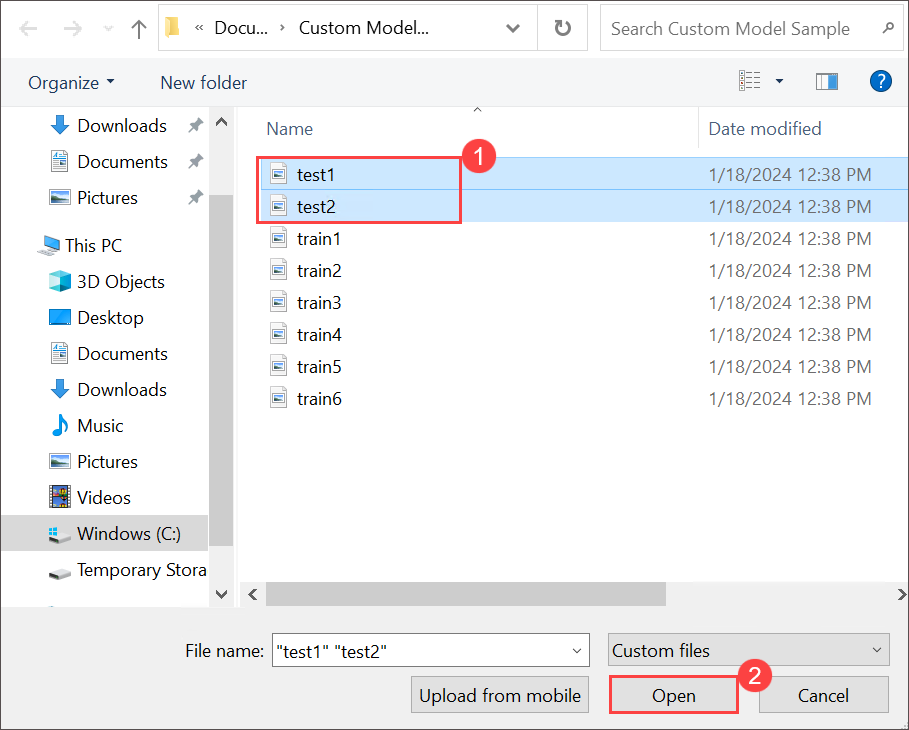 « Docu... › Custom Model...
Search Custom Model Sample
Organize
New folder
?
Downloads
Documents
Pictures
This PC
3D Objects
Desktop
Documents
Downloads
Music
Pictures
Videos
Windows (C:)
Temporary Stora
Name Date modified
1
test1 1/18/2024 12:38 PM
test2 1/18/2024 12:38 PM
train1 1/18/2024 12:38 PM
train2 1/18/2024 12:38 PM
train3 1/18/2024 12:38 PM
train4 1/18/2024 12:38 PM
train5 1/18/2024 12:38 PM
train6 1/18/2024 12:38 PM
File name: "test1" "test2" Custom files
2
Upload from mobile Open Cancel